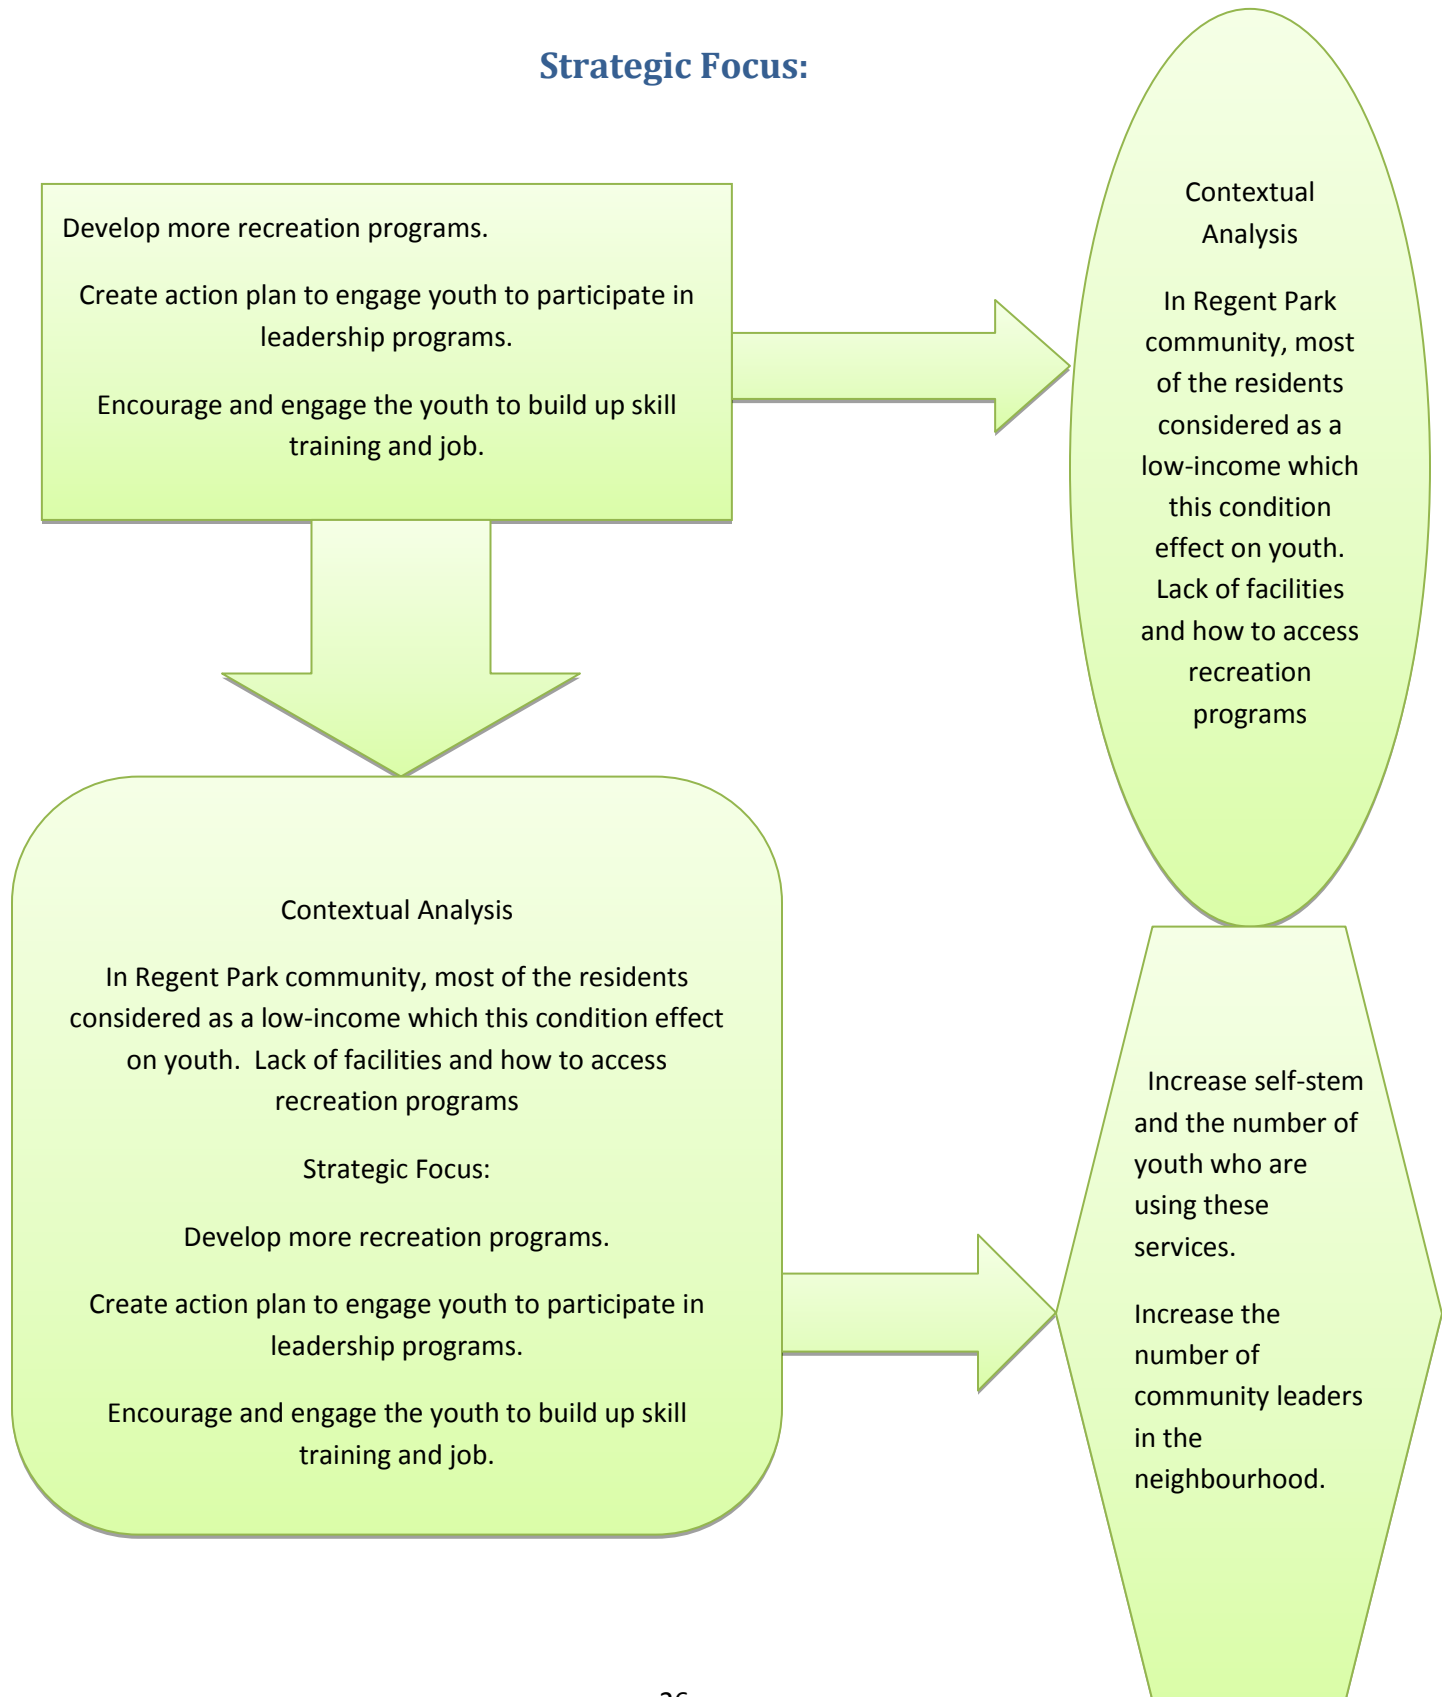 Strategic Focus:
Develop more recreation programs.
Create action plan to engage youth to participate in
leadership programs.
Encourage and engage the youth to build up skill
training and job.
Contextual
Analysis
In Regent Park
community, most
of the residents
considered as a
low-income which
this condition
effect on youth.
Lack of facilities
and how to access
recreation
programs
Contextual Analysis
In Regent Park community, most of the residents
considered as a low-income which this condition effect
on youth.  Lack of facilities and how to access
recreation programs
Strategic Focus:
Develop more recreation programs.
Create action plan to engage youth to participate in
leadership programs.
Encourage and engage the youth to build up skill
training and job.
Increase self-stem
and the number of
youth who are
using these
services.
Increase the
number of
community leaders
in the
neighbourhood.